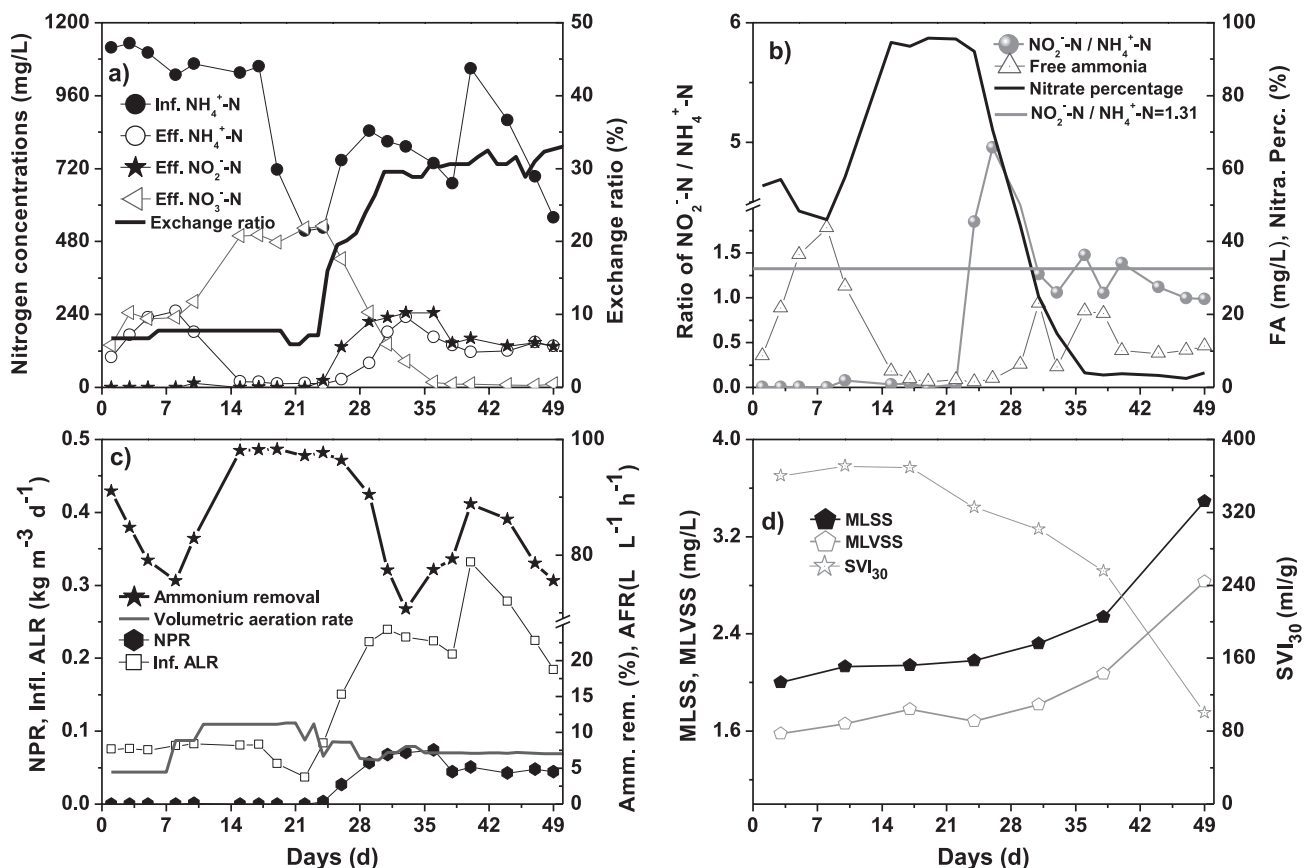 a)
Nitrogen concentrations (mg/L)
1200
960
720
480
240
0
Inf. NH₄⁺-N
Eff. NH₄⁺-N
Eff. NO₂⁻-N
Eff. NO₃⁻-N
Exchange ratio
50
40
30
20
10
0
Exchange ratio (%)
0 7 14 21 28 35 42 49
b)
Ratio of NO₂⁻-N / NH₄⁺-N
6
5
1.5
1.0
0.5
0.0
NO₂⁻-N / NH₄⁺-N
Free ammonia
Nitrate percentage
NO₂⁻-N / NH₄⁺-N=1.31
100
80
60
40
20
0
FA (mg/L), Nitra. Perc. (%)
0 7 14 21 28 35 42 49
c)
NPR, Infl. ALR (kg m⁻³ d⁻¹)
0.5
0.4
0.3
0.2
0.1
0.0
Ammonium removal
Volumetric aeration rate
NPR
Inf. ALR
100
80
25
20
15
10
5
0
Amm. rem. (%), AFR(L L⁻¹ h⁻¹)
0 7 14 21 28 35 42 49
Days (d)
d)
MLSS, MLVSS (mg/L)
4.0
3.2
2.4
1.6
MLSS
MLVSS
SVI₃₀
400
320
240
160
80
0
SVI₃₀ (ml/g)
0 7 14 21 28 35 42 49
Days (d)